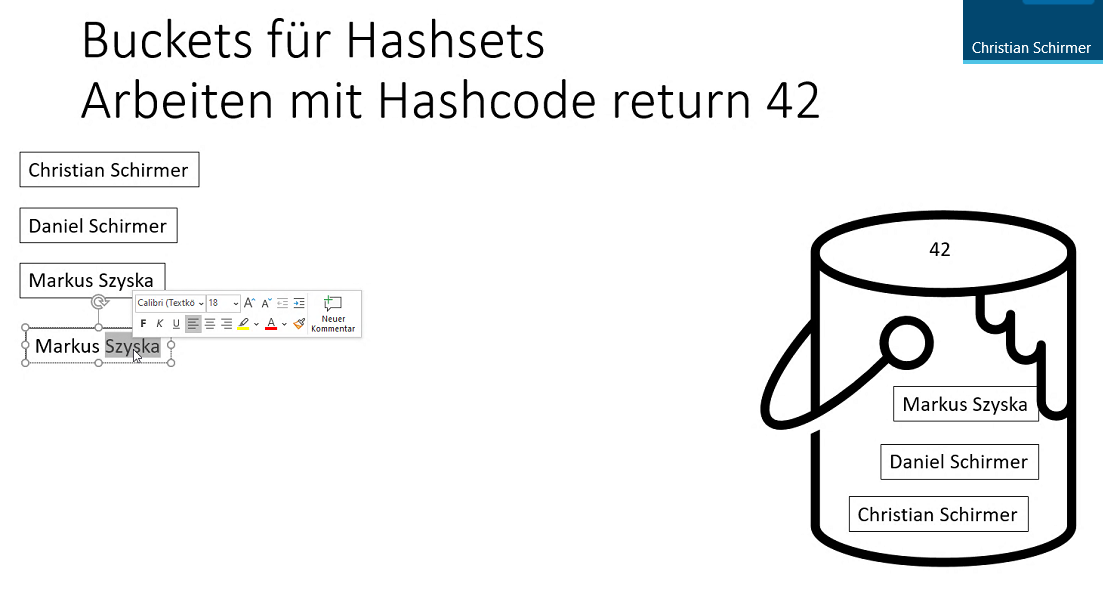 Buckets für Hashsets
Arbeiten mit Hashcode return 42
Christian Schirmer
Christian Schirmer
Daniel Schirmer
Markus Szyska
Calibri (Textkö
18
A A
Neuer
Kommentar
F K U A
Markus Szyska
42
Markus Szyska
Daniel Schirmer
Christian Schirmer